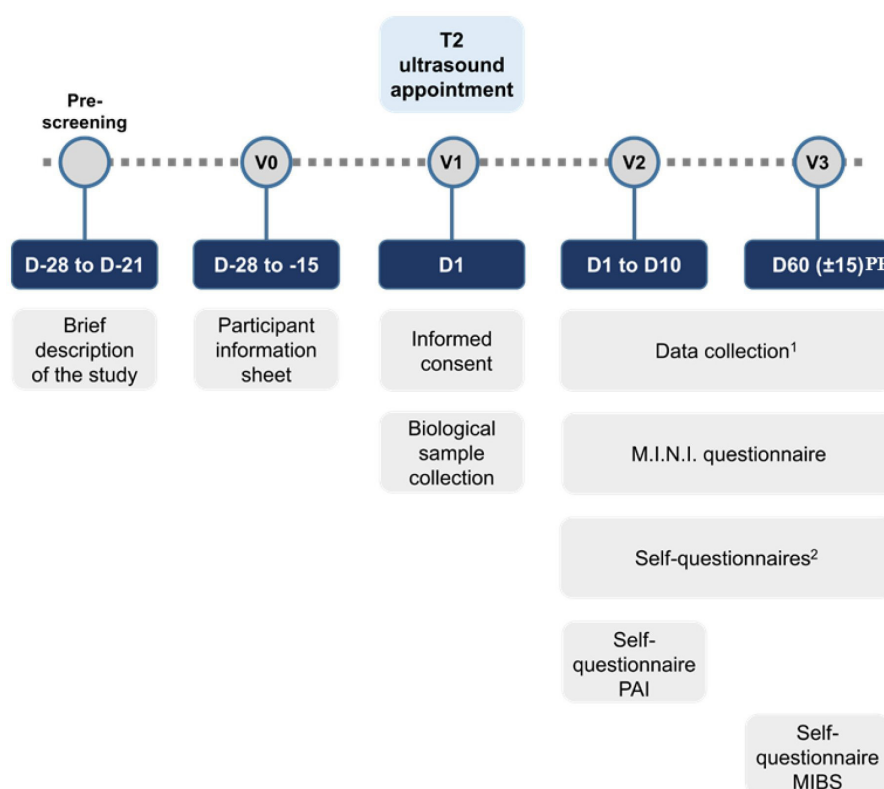 T2
ultrasound
appointment
Pre-
screening
V0
V1
V2
V3
D-28 to D-21
D-28 to -15
D1
D1 to D10
D60 (±15)
Brief
description
of the study
Participant
information
sheet
Informed
consent
Data collection¹
Biological
sample
collection
M.I.N.I. questionnaire
Self-questionnaires²
Self-
questionnaire
PAI
Self-
questionnaire
MIBS